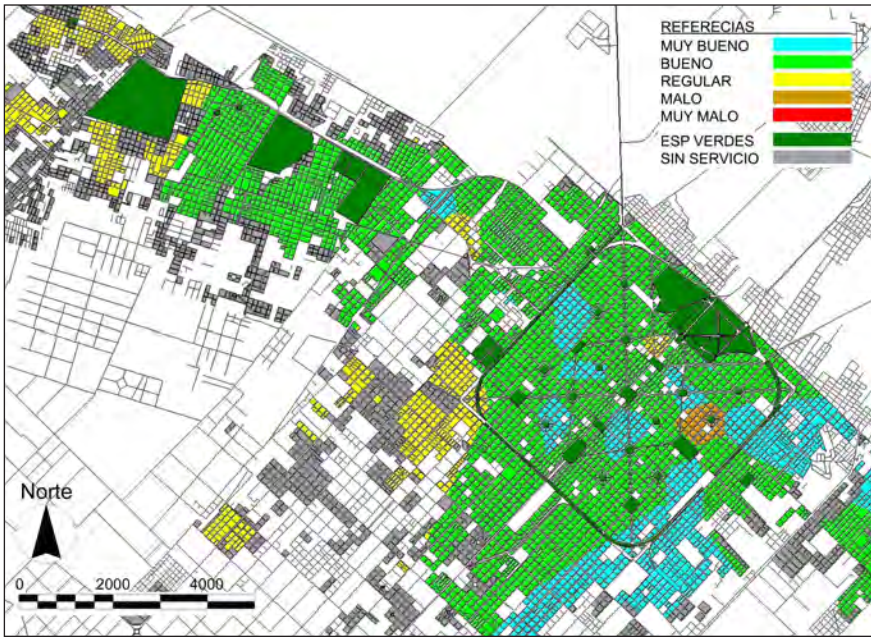 REFERECIAS
MUY BUENO
BUENO
REGULAR
MALO
MUY MALO
ESP VERDES
SIN SERVICIO
Norte
0 2000 4000